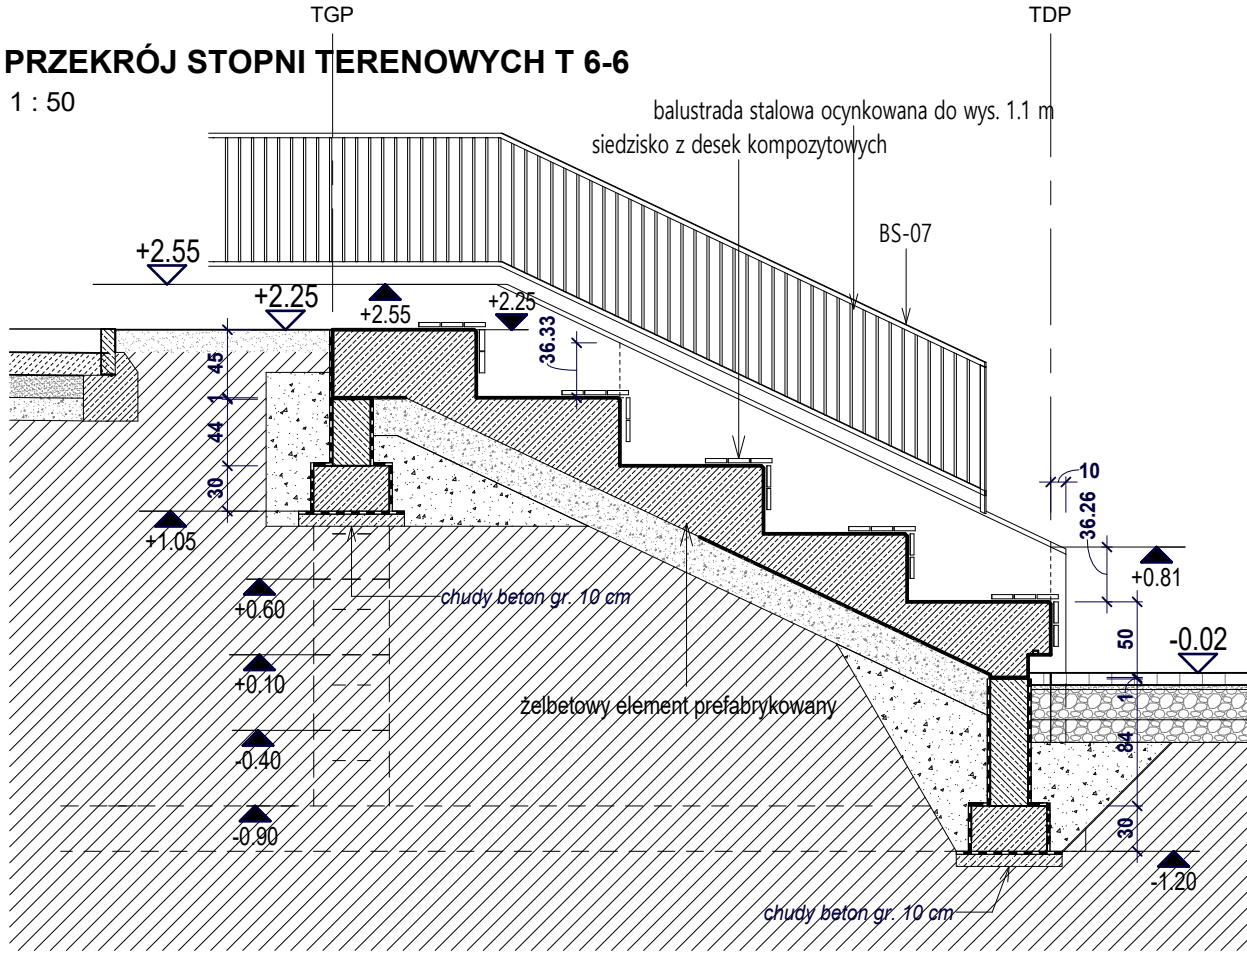 TGP
TDP
PRZEKRÓJ STOPNI TERENOWYCH T 6-6
1 : 50
balustrada stalowa ocynkowana do wys. 1.1 m
siedzisko z desek kompozytowych
BS-07
+2.55
+2.25
+2.55
+2.25
36.33
45
1
44
30
10
36.26
+1.05
+0.81
+0.60
chudy beton gr. 10 cm
50
-0.02
+0.10
1
żelbetowy element prefabrykowany
84
-0.40
-0.90
30
-1.20
chudy beton gr. 10 cm